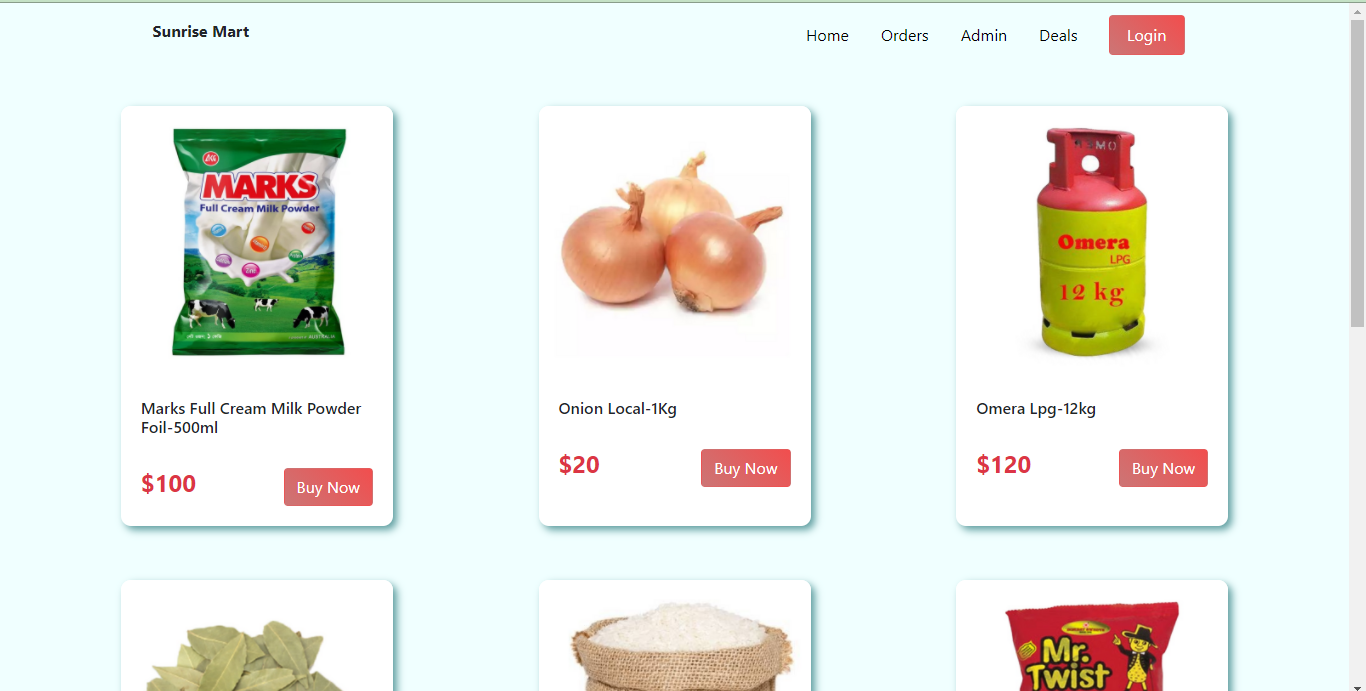 Sunrise Mart
Home Orders Admin Deals Login
MARKS
Full Cream Milk Powder
Omera
LPG
12 kg
Marks Full Cream Milk Powder
Foil-500ml
$100 Buy Now
Onion Local-1Kg
$20 Buy Now
Omera Lpg-12kg
$120 Buy Now
Mr.
Twist